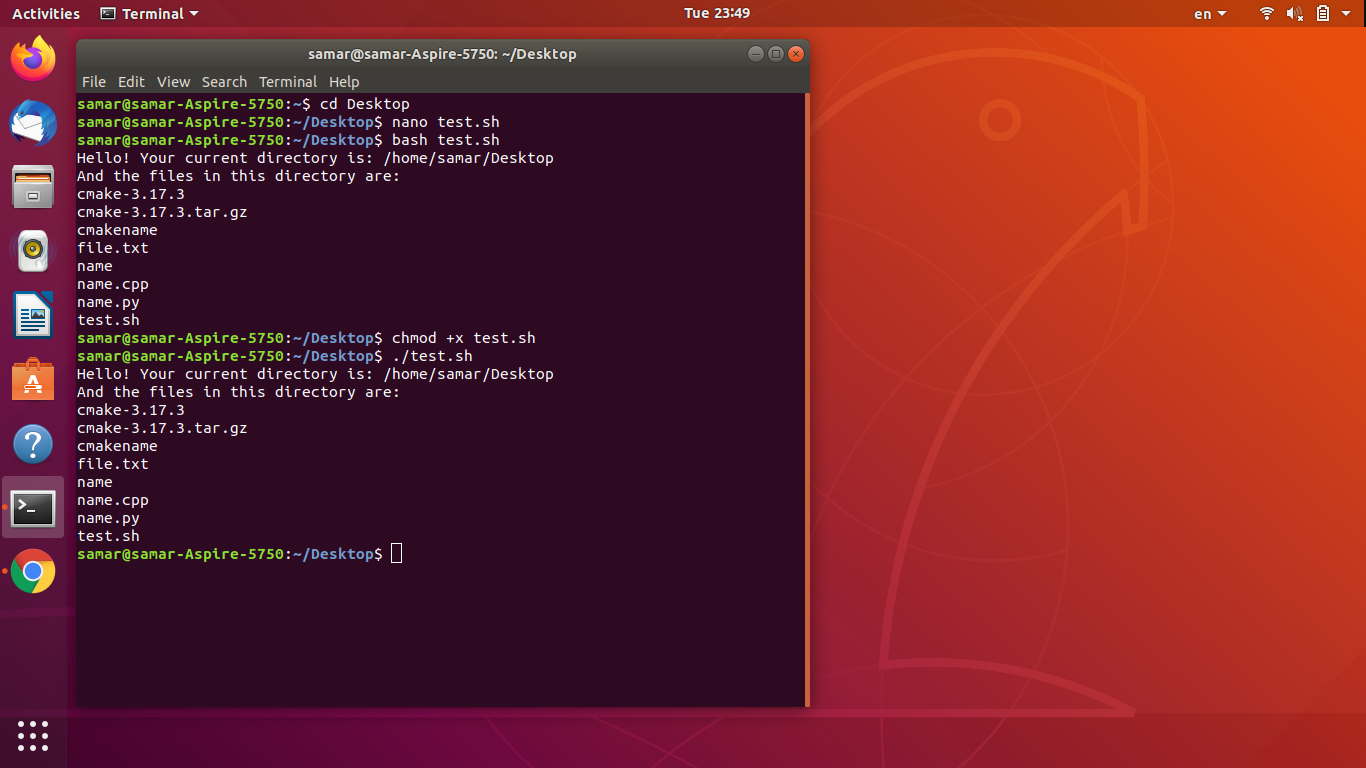 Activities Terminal Tue 23:49 en
samar@samar-Aspire-5750: ~/Desktop
File Edit View Search Terminal Help
samar@samar-Aspire-5750:~$ cd Desktop
samar@samar-Aspire-5750:~/Desktop$ nano test.sh
samar@samar-Aspire-5750:~/Desktop$ bash test.sh
Hello! Your current directory is: /home/samar/Desktop
And the files in this directory are:
cmake-3.17.3
cmake-3.17.3.tar.gz
cmakename
file.txt
name
name.cpp
name.py
test.sh
samar@samar-Aspire-5750:~/Desktop$ chmod +x test.sh
samar@samar-Aspire-5750:~/Desktop$ ./test.sh
Hello! Your current directory is: /home/samar/Desktop
And the files in this directory are:
cmake-3.17.3
cmake-3.17.3.tar.gz
cmakename
file.txt
name
name.cpp
name.py
test.sh
samar@samar-Aspire-5750:~/Desktop$